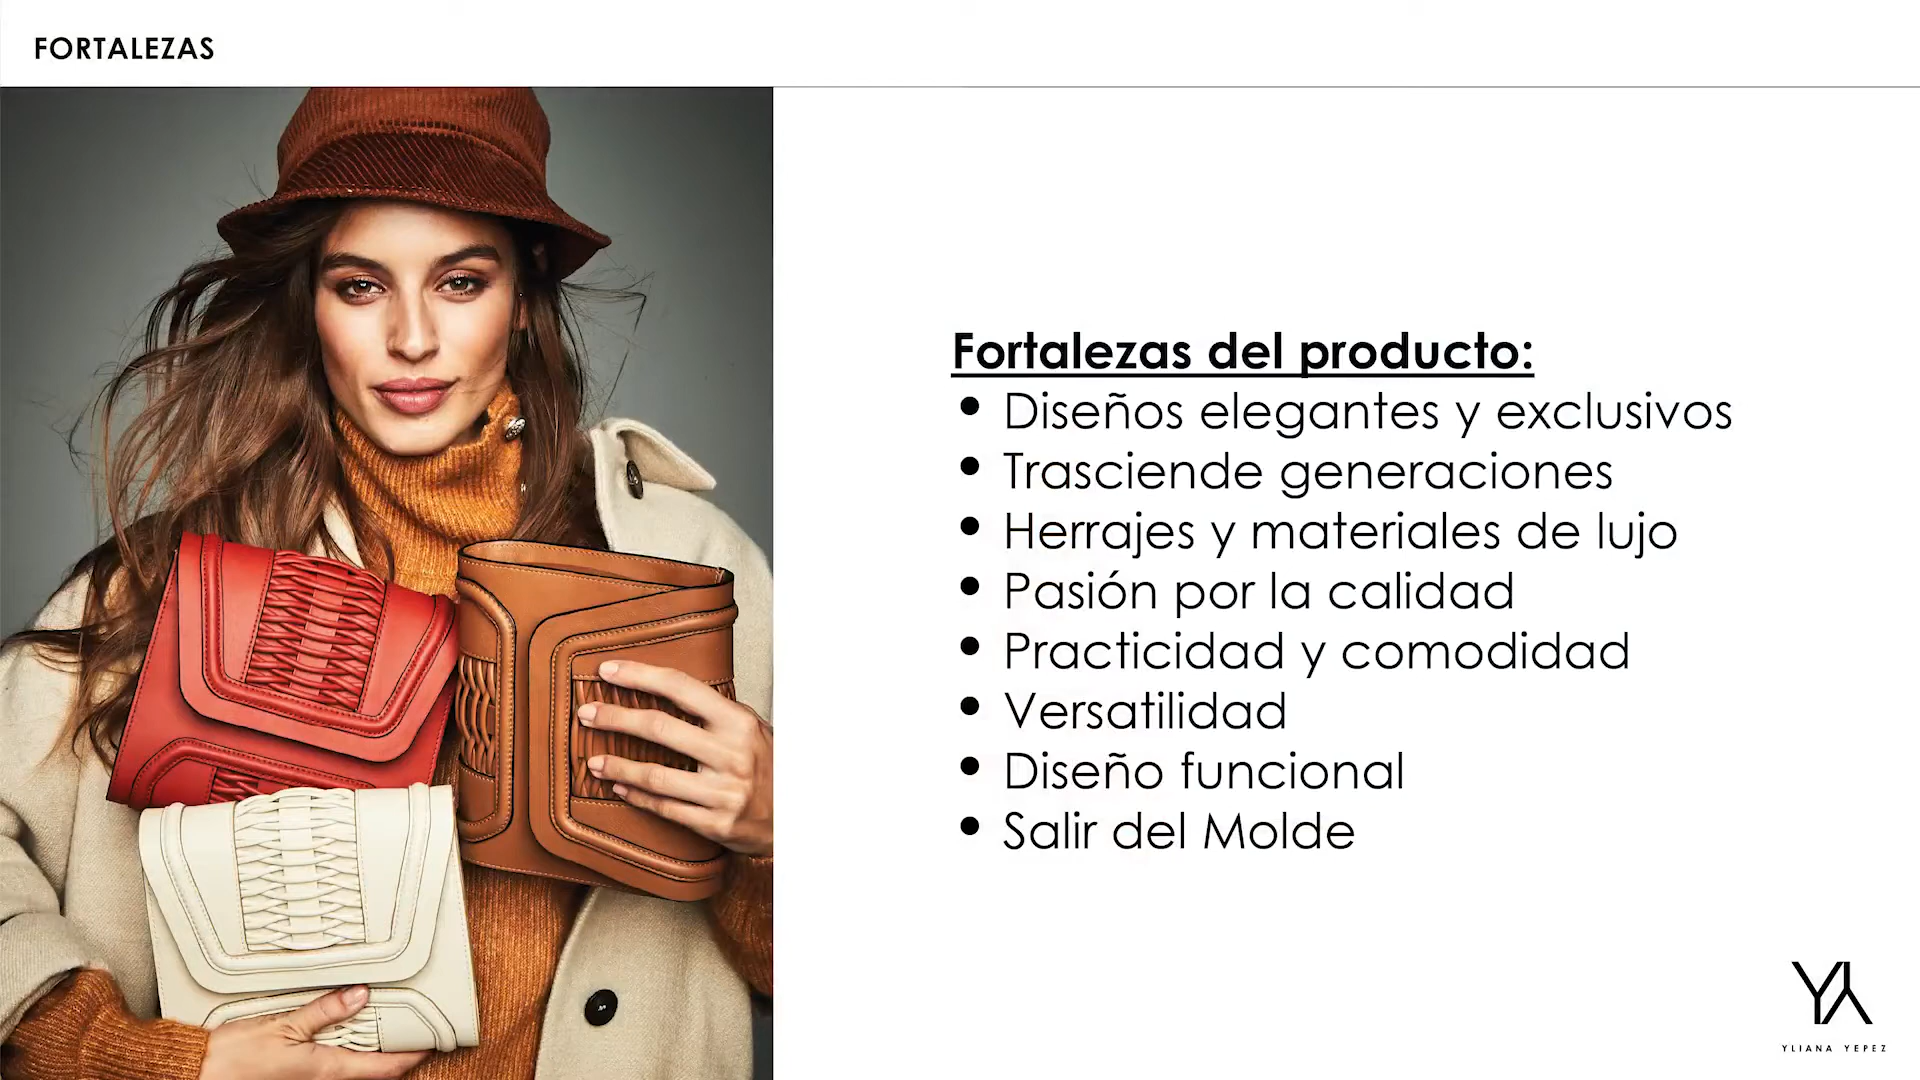 FORTALEZAS
Fortalezas del producto:
• Diseños elegantes y exclusivos
• Trasciende generaciones
• Herrajes y materiales de lujo
• Pasión por la calidad
• Practicidad y comodidad
• Versatilidad
• Diseño funcional
• Salir del Molde
YY
YLIANA YEPEZ